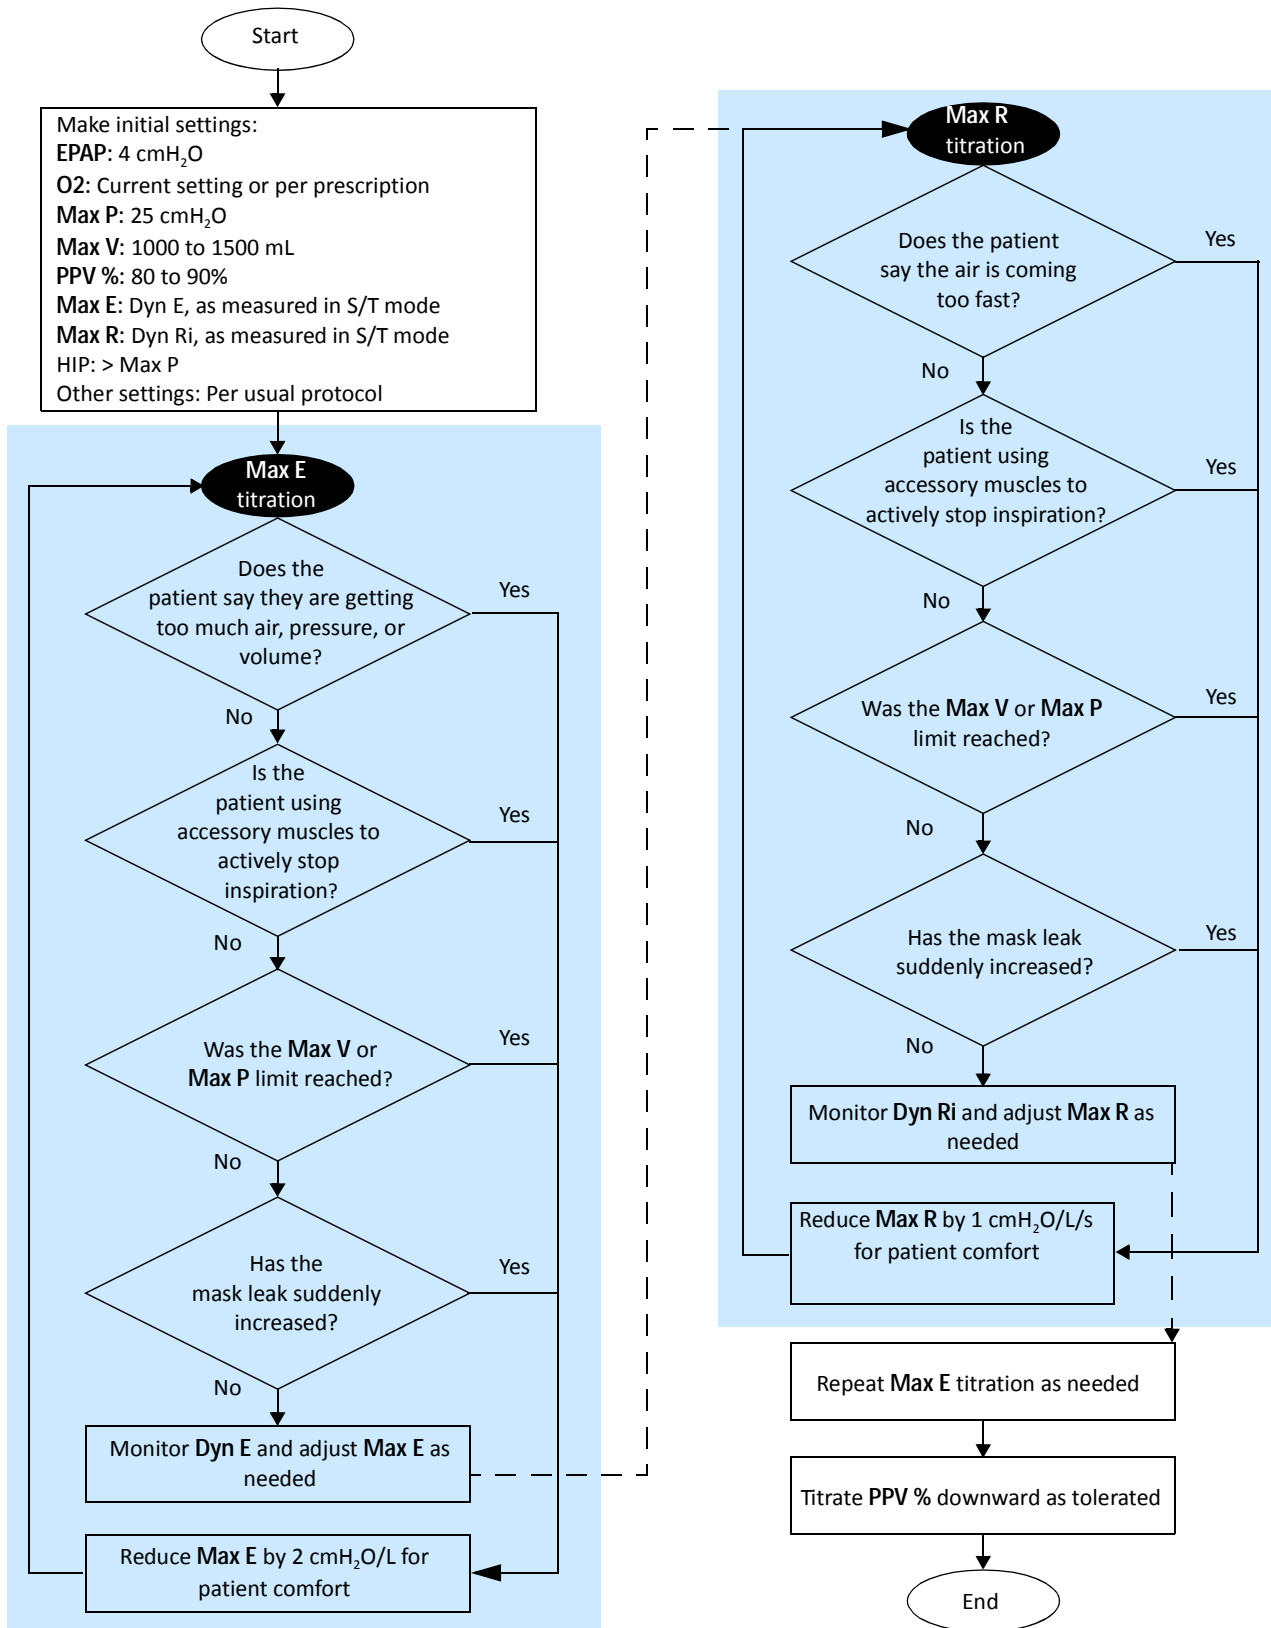 Start
Make initial settings:
EPAP: 4 cmH₂O
O2: Current setting or per prescription
Max P: 25 cmH₂O
Max V: 1000 to 1500 mL
PPV %: 80 to 90%
Max E: Dyn E, as measured in S/T mode
Max R: Dyn Ri, as measured in S/T mode
HIP: > Max P
Other settings: Per usual protocol
Max E
titration
Does the
patient say they are getting
too much air, pressure, or
volume?
Yes
No
Is the
patient using
accessory muscles to
actively stop
inspiration?
Yes
No
Was the Max V or
Max P limit reached?
Yes
No
Has the
mask leak suddenly
increased?
Yes
No
Monitor Dyn E and adjust Max E as
needed
Reduce Max E by 2 cmH₂O/L for
patient comfort
Max R
titration
Does the patient
say the air is coming
too fast?
Yes
No
Is the
patient using
accessory muscles to
actively stop inspiration?
Yes
No
Was the Max V or Max P
limit reached?
Yes
No
Has the mask leak
suddenly increased?
Yes
No
Monitor Dyn Ri and adjust Max R as
needed
Reduce Max R by 1 cmH₂O/L/s
for patient comfort
Repeat Max E titration as needed
Titrate PPV % downward as tolerated
End